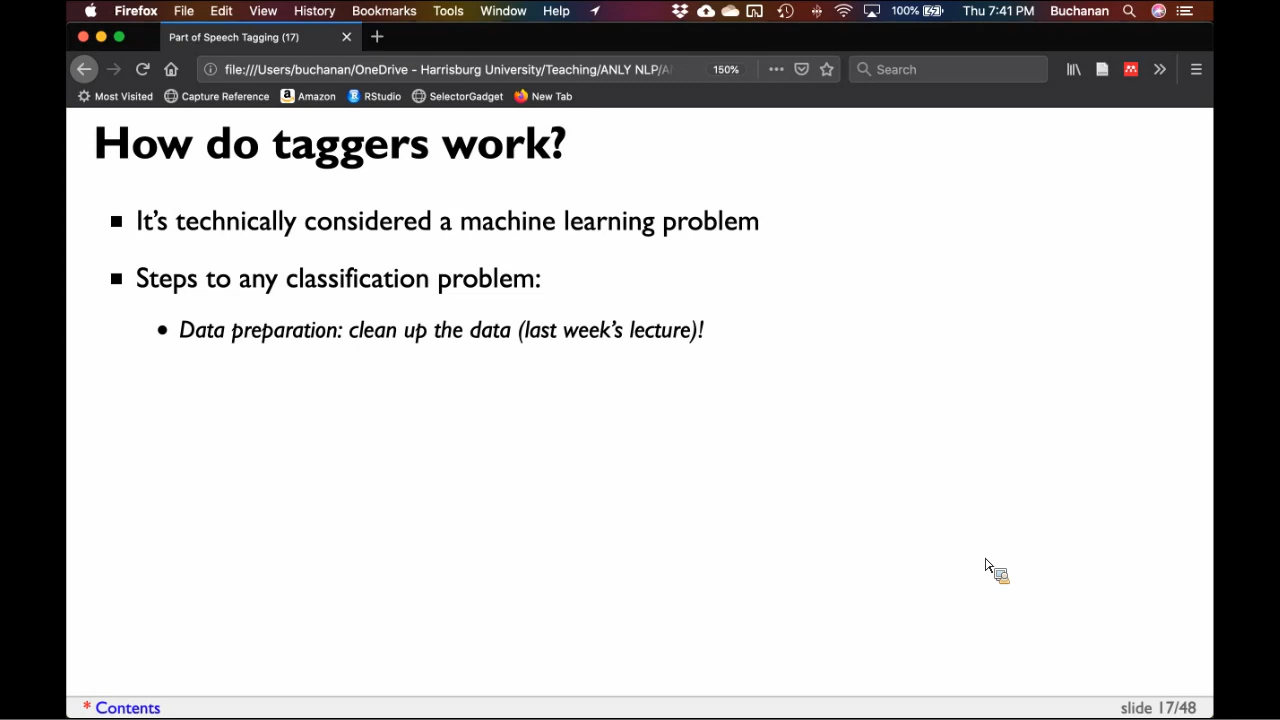 Firefox File Edit View History Bookmarks Tools Window Help 100% Thu 7:41 PM Buchanan
Part of Speech Tagging (17)
file:///Users/buchanan/OneDrive - Harrisburg University/Teaching/ANLY NLP/A 150% Search
Most Visited Capture Reference Amazon RStudio SelectorGadget New Tab
How do taggers work?
It's technically considered a machine learning problem
Steps to any classification problem:
Data preparation: clean up the data (last week's lecture)!
* Contents slide 17/48